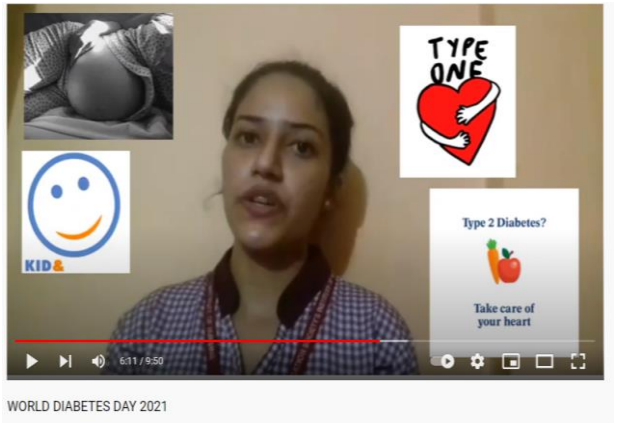 TYPE
ONE
KID&
Type 2 Diabetes?
Take care of
your heart
6:11 / 9:50
WORLD DIABETES DAY 2021